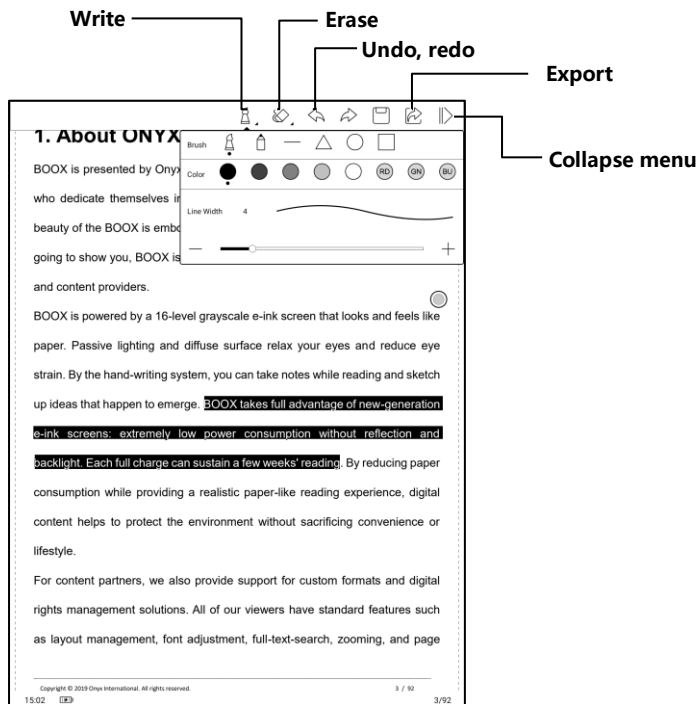 Write
Erase
Undo, redo
Export
Collapse menu
1. About ONYX
Brush
Color RD GN BU
Line Width 4
BOOX is presented by Onyx
who dedicate themselves in
beauty of the BOOX is embo
going to show you, BOOX is
and content providers.
BOOX is powered by a 16-level grayscale e-ink screen that looks and feels like
paper. Passive lighting and diffuse surface relax your eyes and reduce eye
strain. By the hand-writing system, you can take notes while reading and sketch
up ideas that happen to emerge. BOOX takes full advantage of new-generation
e-ink screens: extremely low power consumption without reflection and
backlight. Each full charge can sustain a few weeks' reading. By reducing paper
consumption while providing a realistic paper-like reading experience, digital
content helps to protect the environment without sacrificing convenience or
lifestyle.
For content partners, we also provide support for custom formats and digital
rights management solutions. All of our viewers have standard features such
as layout management, font adjustment, full-text-search, zooming, and page
Copyright © 2019 Onyx International. All rights reserved. 3 / 92
15:02 3/92